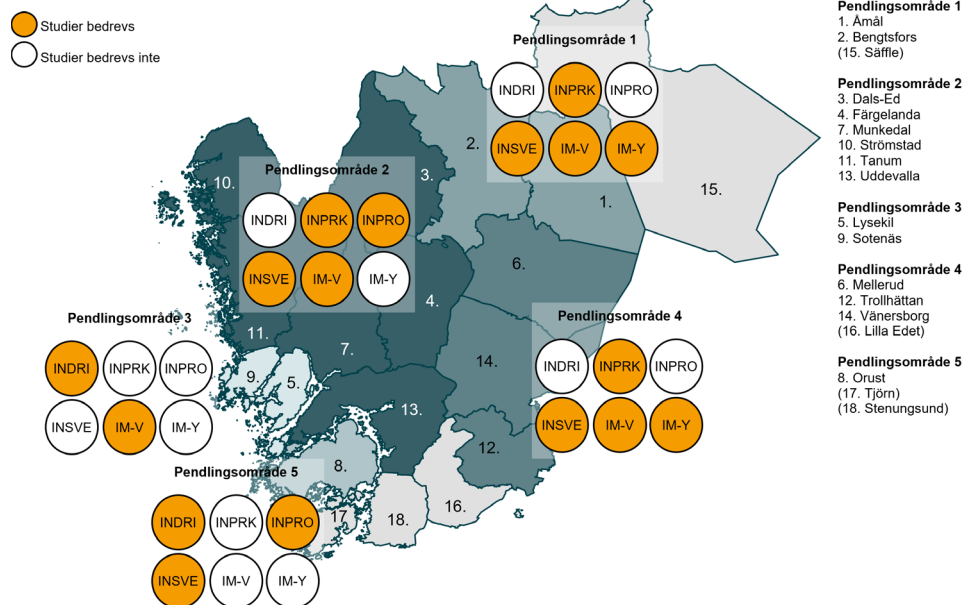 Studier bedrevs
Studier bedrevs inte
Pendlingsområde 1
INDRI INPRK INPRO
INSVE IM-V IM-Y
Pendlingsområde 2
INDRI INPRK INPRO
INSVE IM-V IM-Y
Pendlingsområde 3
INDRI INPRK INPRO
INSVE IM-V IM-Y
Pendlingsområde 4
INDRI INPRK INPRO
INSVE IM-V IM-Y
Pendlingsområde 5
INDRI INPRK INPRO
INSVE IM-V IM-Y
2.
10.
3.
15.
1.
6.
4.
11.
7.
14.
9.
5.
13.
12.
8.
16.
17
18.
Pendlingsområde 1
1. Åmål
2. Bengtsfors
(15. Säffle)
Pendlingsområde 2
3. Dals-Ed
4. Färgelanda
7. Munkedal
10. Strömstad
11. Tanum
13. Uddevalla
Pendlingsområde 3
5. Lysekil
9. Sotenäs
Pendlingsområde 4
6. Mellerud
12. Trollhättan
14. Vänersborg
(16. Lilla Edet)
Pendlingsområde 5
8. Orust
(17. Tjörn)
(18. Stenungsund)